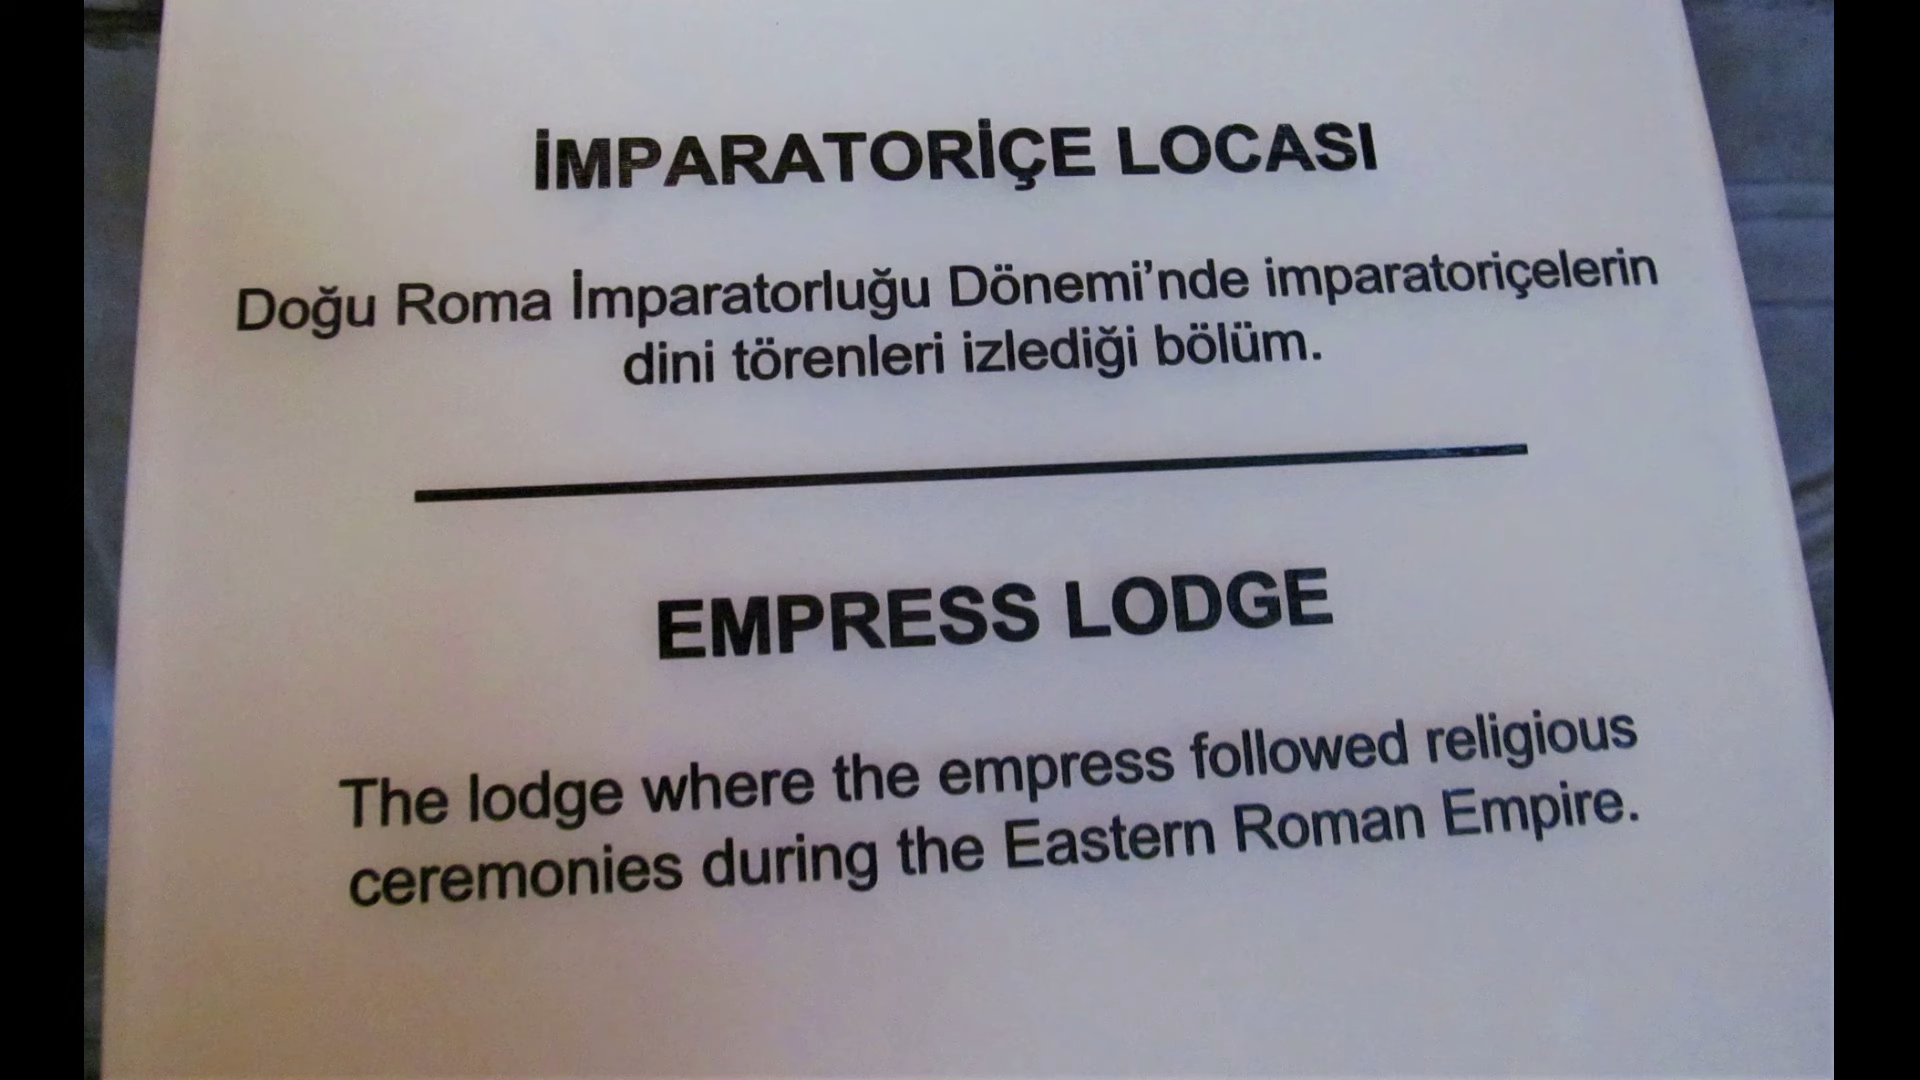 İMPARATORİÇE LOCASI
Doğu Roma İmparatorluğu Dönemi’nde imparatoriçelerin
dini törenleri izlediği bölüm.
EMPRESS LODGE
The lodge where the empress followed religious
ceremonies during the Eastern Roman Empire.